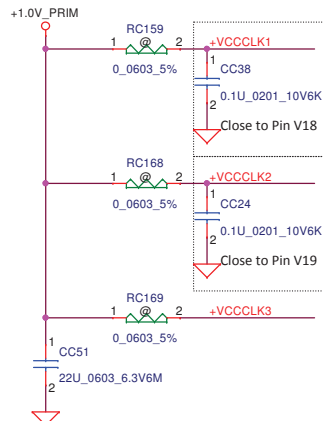 +1.0V_PRIM
RC159
1 @ 2
+VCCCLK1
0_0603_5%
1
CC38
0.1U_0201_10V6K
2
Close to Pin V18
RC168
1 @ 2
+VCCCLK2
0_0603_5%
1
CC24
0.1U_0201_10V6K
2
Close to Pin V19
RC169
1 @ 2
+VCCCLK3
0_0603_5%
1
CC51
22U_0603_6.3V6M
2